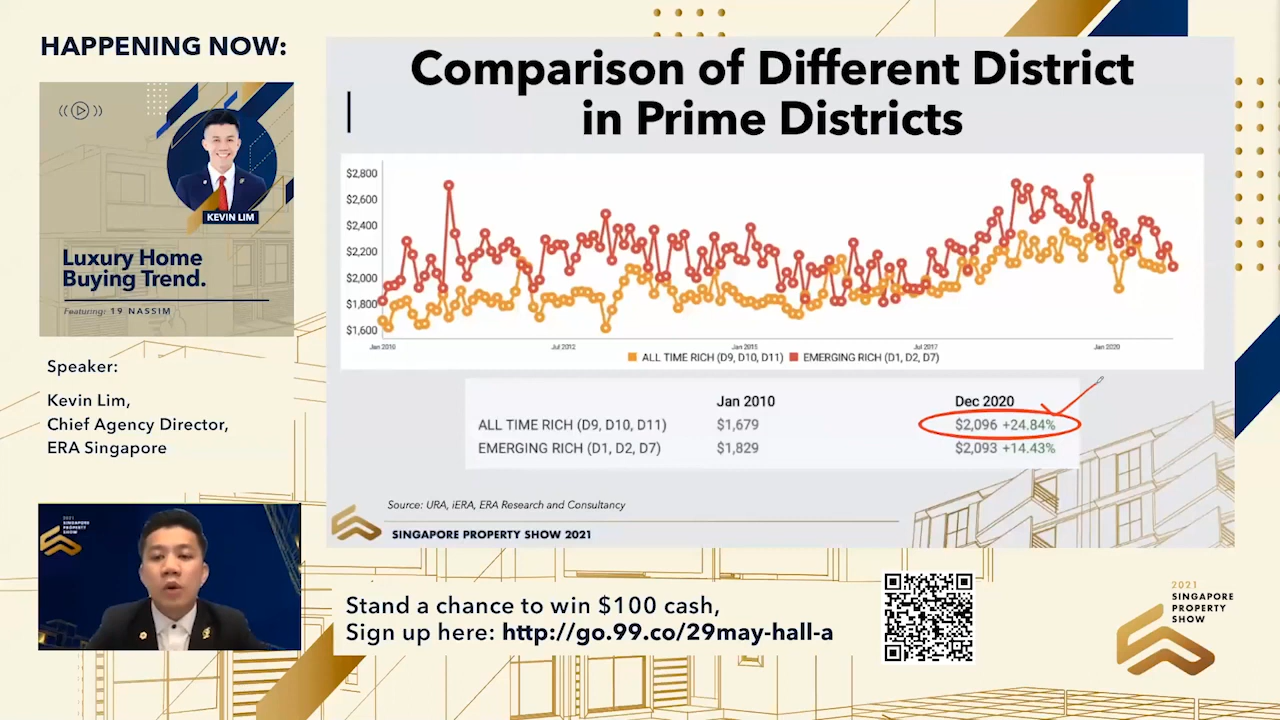 HAPPENING NOW:
KEVIN LIM
Luxury Home
Buying Trend.
Featuring: 19 NASSIM
Speaker:
Kevin Lim,
Chief Agency Director,
ERA Singapore
2021
SINGAPORE
PROPERTY
SHOW
Comparison of Different District
in Prime Districts
$2,800
$2,600
$2,400
$2,200
$2,000
$1,800
$1,600
Jan 2010 Jul 2012 Jan 2015 Jul 2017 Jan 2020
ALL TIME RICH (D9, D10, D11) EMERGING RICH (D1, D2, D7)
Jan 2010 Dec 2020
ALL TIME RICH (D9, D10, D11) $1,679 $2,096 +24.84%
EMERGING RICH (D1, D2, D7) $1,829 $2,093 +14.43%
Source: URA, iERA, ERA Research and Consultancy
SINGAPORE PROPERTY SHOW 2021
Stand a chance to win $100 cash,
Sign up here: http://go.99.co/29may-hall-a
2021
SINGAPORE
PROPERTY
SHOW